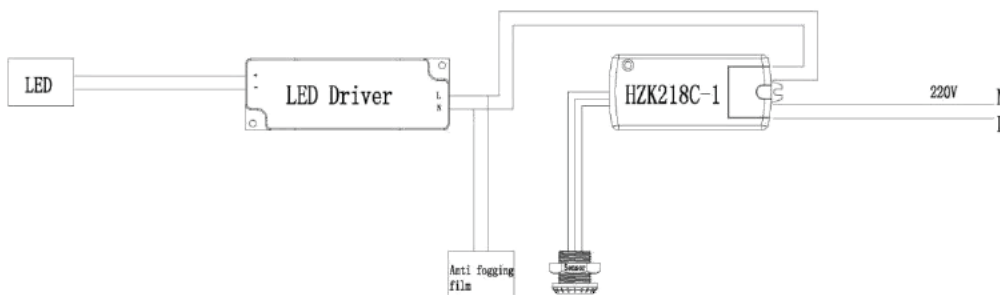 LED
+
-
LED Driver
L
N
HZK218C-1
220V
Anti fogging
film
Sensor